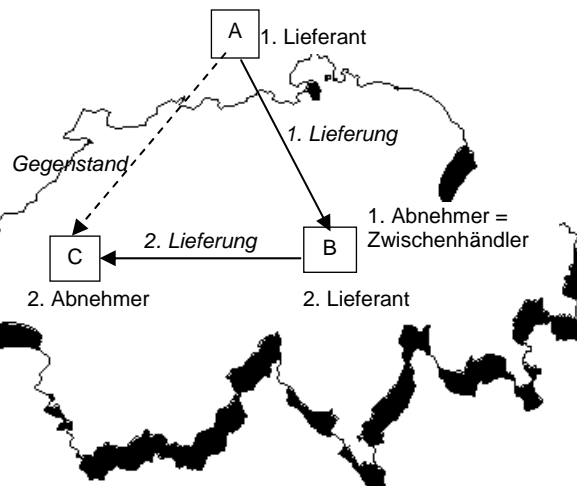 A
1. Lieferant
1. Lieferung
Gegenstand
1. Abnehmer =
Zwischenhändler
2. Lieferung
B
C
2. Abnehmer
2. Lieferant